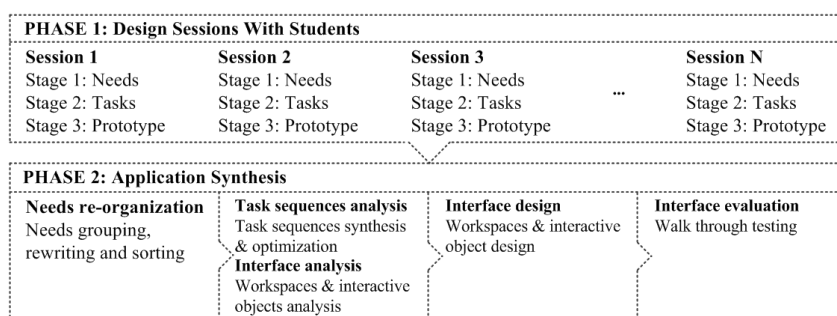 PHASE 1: Design Sessions With Students
Session 1
Stage 1: Needs
Stage 2: Tasks
Stage 3: Prototype
Session 2
Stage 1: Needs
Stage 2: Tasks
Stage 3: Prototype
Session 3
Stage 1: Needs
Stage 2: Tasks
Stage 3: Prototype
...
Session N
Stage 1: Needs
Stage 2: Tasks
Stage 3: Prototype
PHASE 2: Application Synthesis
Needs re-organization
Needs grouping,
rewriting and sorting
Task sequences analysis
Task sequences synthesis
& optimization
Interface analysis
Workspaces & interactive
objects analysis
Interface design
Workspaces & interactive
object design
Interface evaluation
Walk through testing